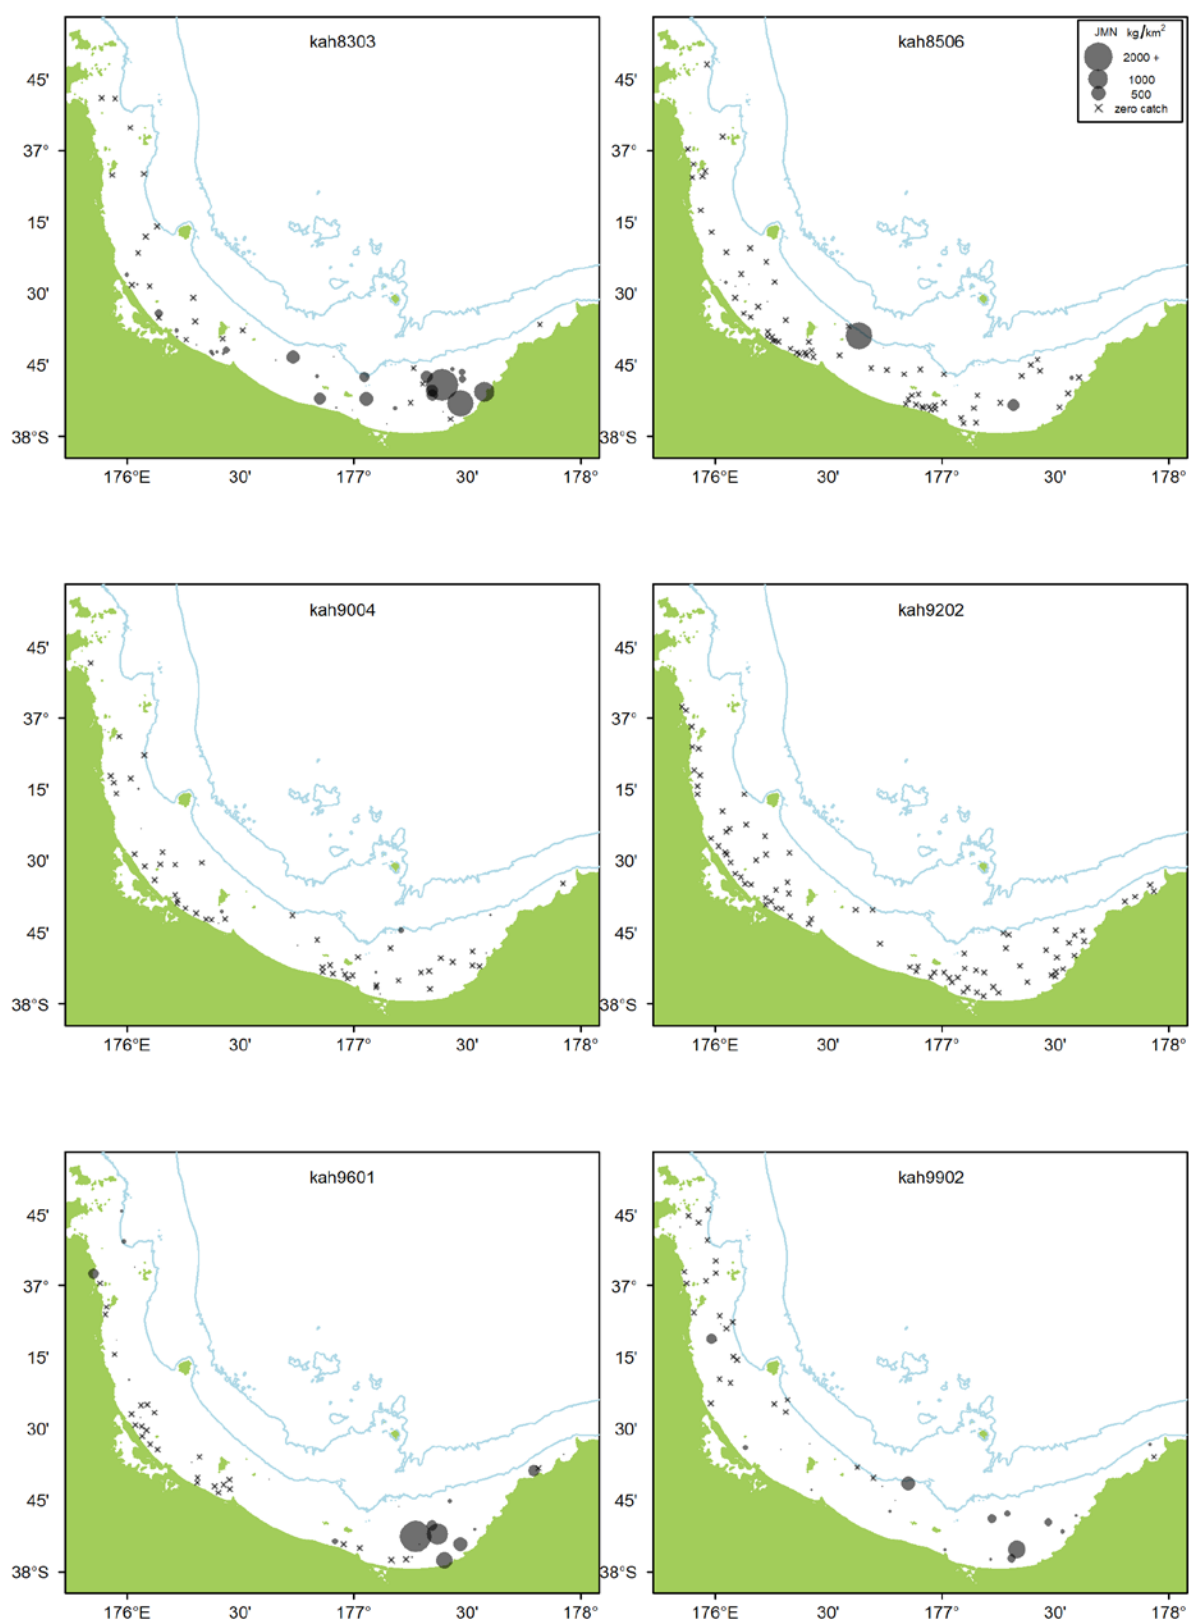 kah8303
45'
37°
15'
30'
45'
38°S
176°E 30' 177° 30' 178°
kah8506
JMN kg/km²
2000 +
1000
500
× zero catch
45'
37°
15'
30'
45'
38°S
176°E 30' 177° 30' 178°
kah9004
45'
37°
15'
30'
45'
38°S
176°E 30' 177° 30' 178°
kah9202
45'
37°
15'
30'
45'
38°S
176°E 30' 177° 30' 178°
kah9601
45'
37°
15'
30'
45'
38°S
176°E 30' 177° 30' 178°
kah9902
45'
37°
15'
30'
45'
38°S
176°E 30' 177° 30' 178°